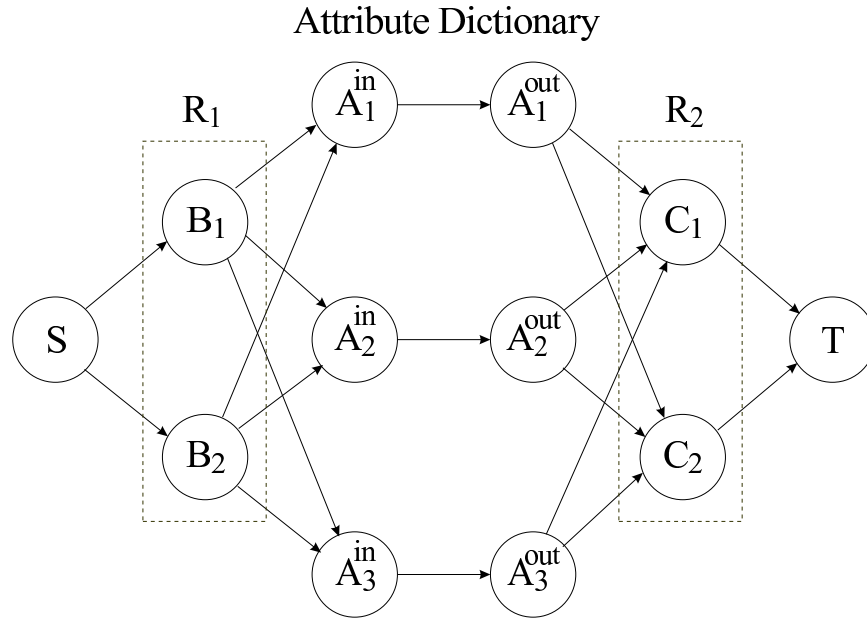 Attribute Dictionary
R1
R2
A1in
A1out
B1
C1
S
A2in
A2out
T
B2
C2
A3in
A3out